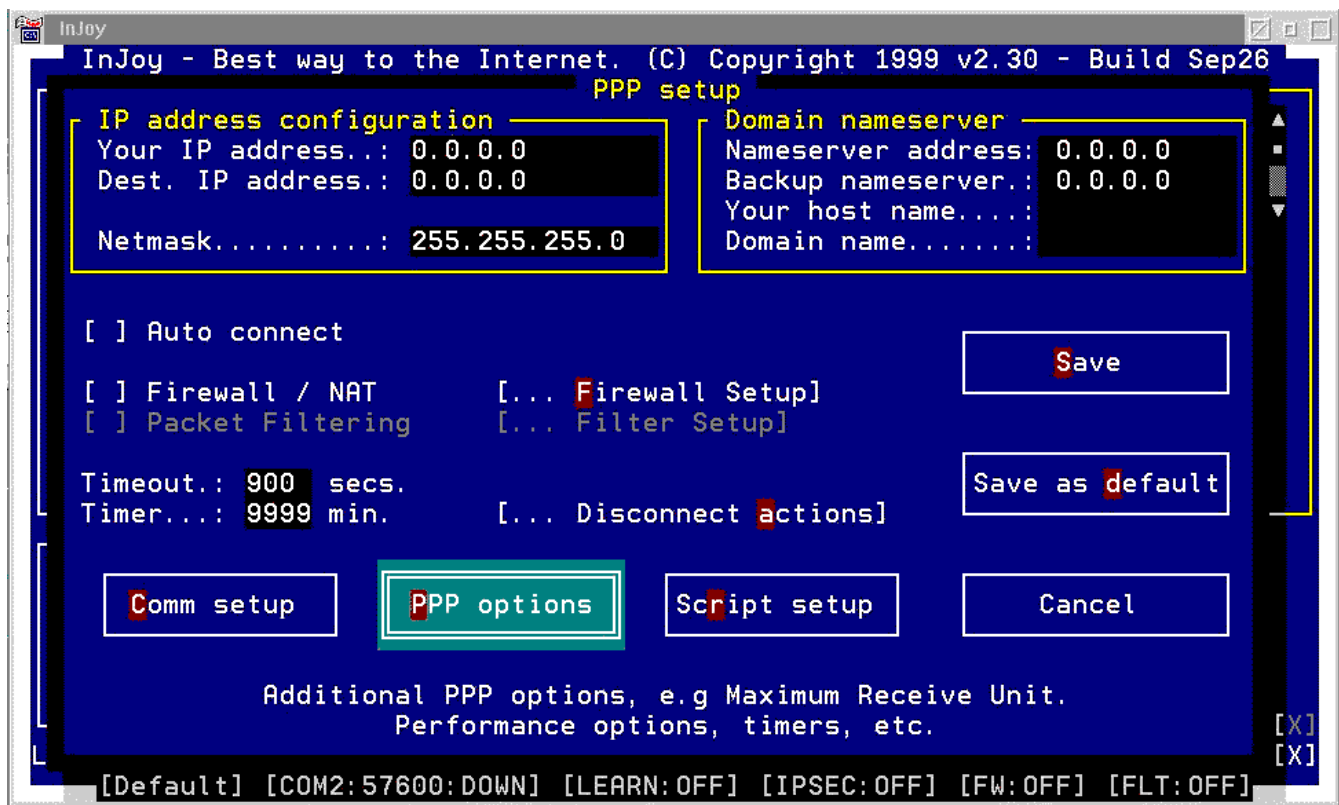 InJoy
InJoy - Best way to the Internet. (C) Copyright 1999 v2.30 - Build Sep26
PPP setup
IP address configuration
Your IP address..: 0.0.0.0
Dest. IP address.: 0.0.0.0
Netmask..........: 255.255.255.0
Domain nameserver
Nameserver address: 0.0.0.0
Backup nameserver.: 0.0.0.0
Your host name....:
Domain name.......:
[ ] Auto connect
[ ] Firewall / NAT [... Firewall Setup]
[ ] Packet Filtering [... Filter Setup]
Save
Timeout.: 900 secs.
Timer...: 9999 min. [... Disconnect actions]
Save as default
Comm setup
PPP options
Script setup
Cancel
Additional PPP options, e.g Maximum Receive Unit.
Performance options, timers, etc.
[X]
[X]
[Default] [COM2:57600:DOWN] [LEARN:OFF] [IPSEC:OFF] [FW:OFF] [FLT:OFF]